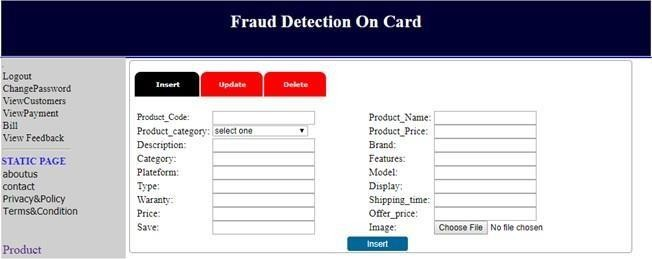 Fraud Detection On Card
Logout
ChangePassword
ViewCustomers
ViewPayment
Bill
View Feedback
STATIC PAGE
aboutus
contact
Privacy&Policy
Terms&Condition
Product
Insert Update Delete
Product_Code: Product_Name:
Product_category: select one Product_Price:
Description: Brand:
Category: Features:
Plateform: Model:
Type: Display:
Waranty: Shipping_time:
Price: Offer_price:
Save: Image: Choose File No file chosen
Insert